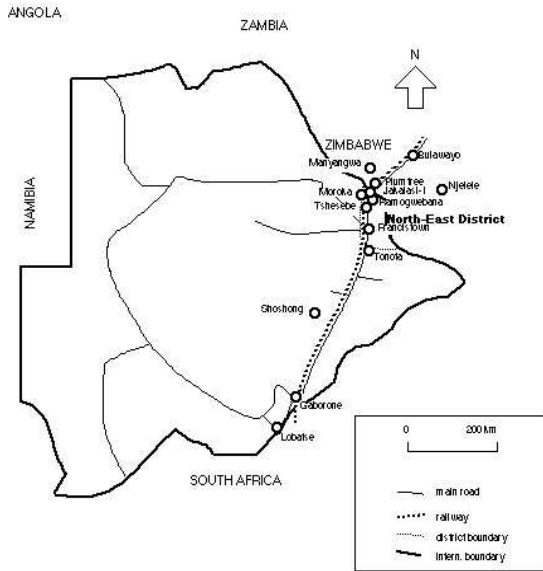 ANGOLA
ZAMBIA
N
ZIMBABWE
Bulawayo
Manyangwa
Plumtree
Njelele
Moroka
Jakalasi-I
Ramogwebana
Tshesebe
North-East District
Francistown
Tonota
NAMIBIA
Shoshong
Gaborone
Lobatse
SOUTH AFRICA
0 200 km
main road
railway
district boundary
intern. boundary